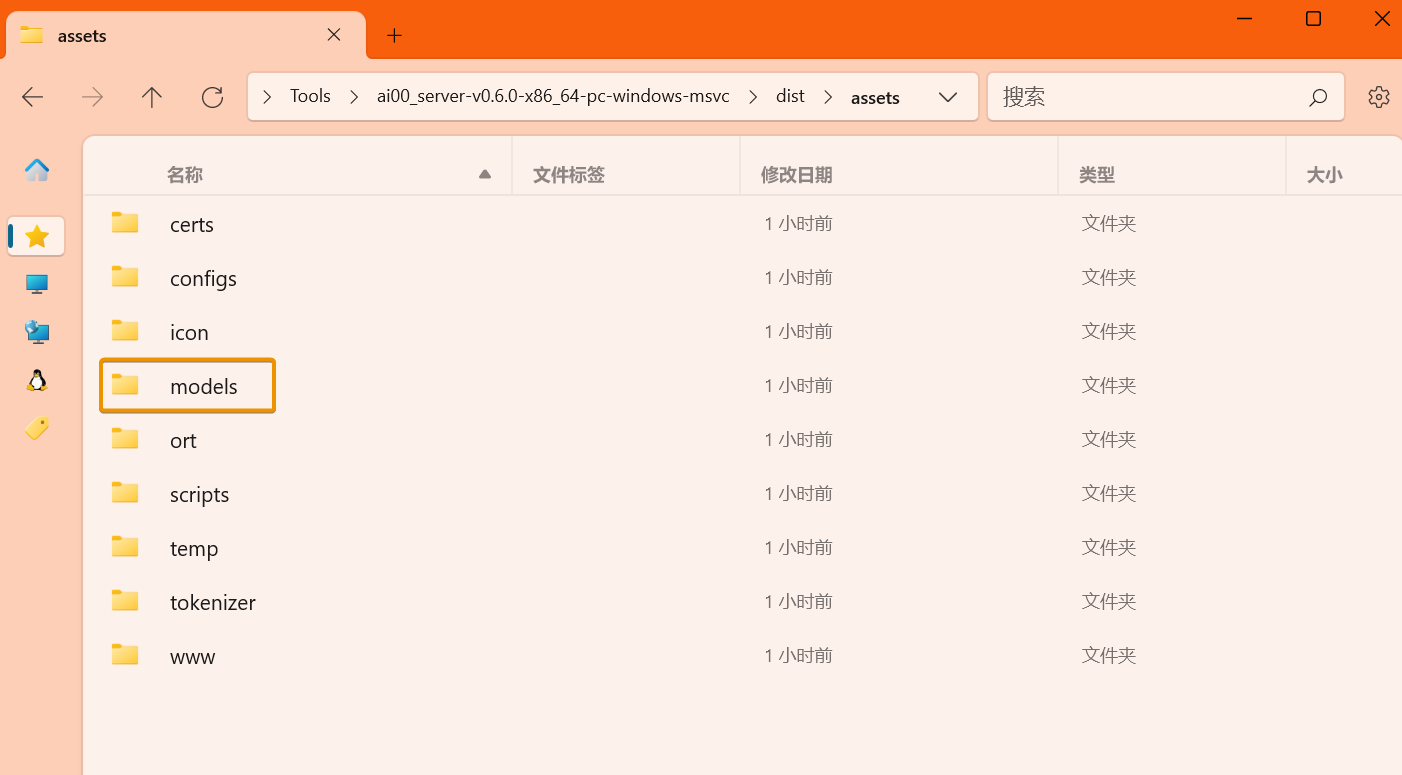 assets
Tools ai00_server-v0.6.0-x86_64-pc-windows-msvc dist assets 搜索
名称 文件标签 修改日期 类型 大小
certs 1 小时前 文件夹
configs 1 小时前 文件夹
icon 1 小时前 文件夹
models 1 小时前 文件夹
ort 1 小时前 文件夹
scripts 1 小时前 文件夹
temp 1 小时前 文件夹
tokenizer 1 小时前 文件夹
www 1 小时前 文件夹